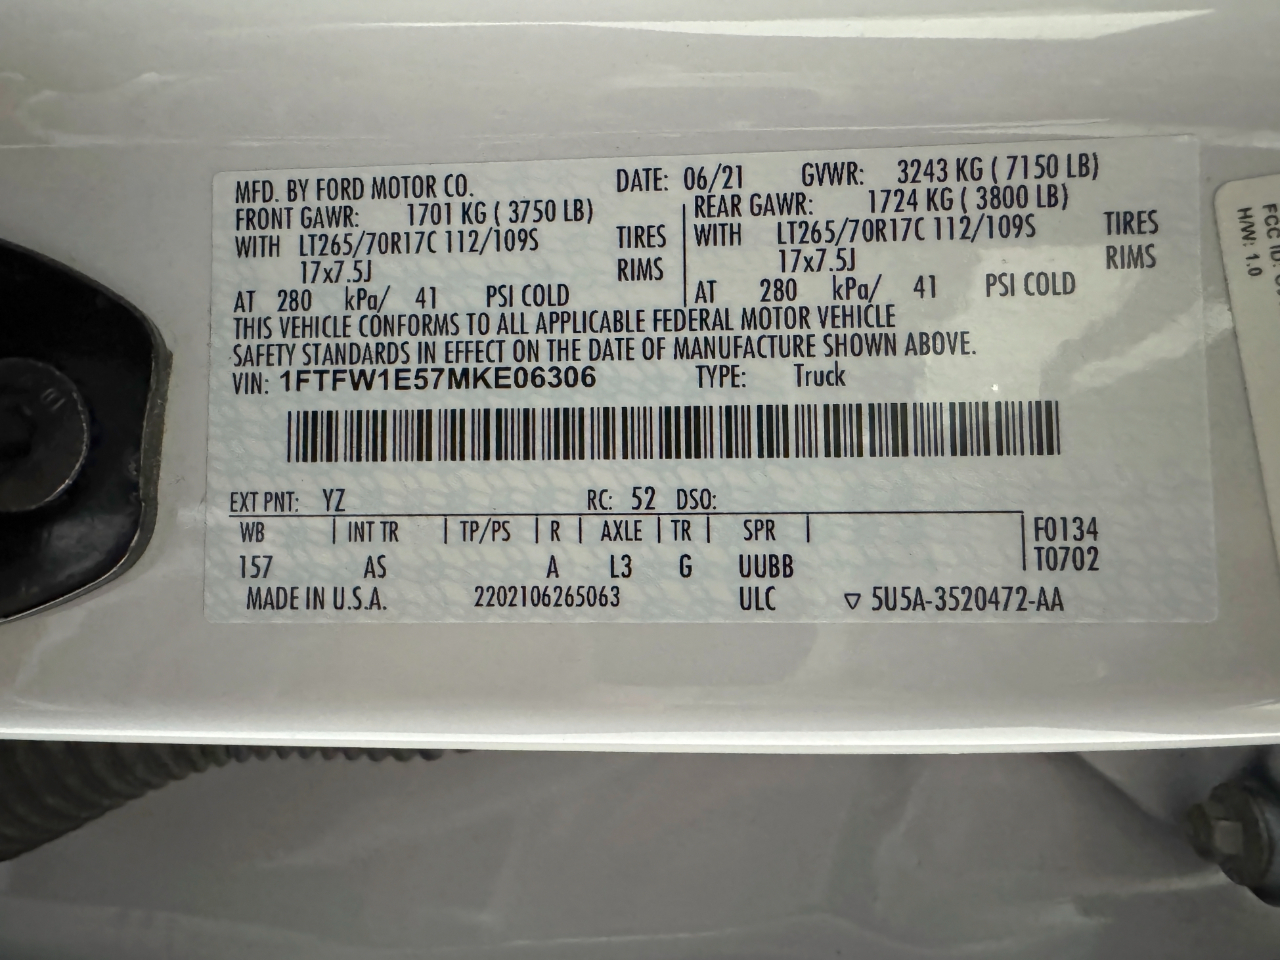 MFD. BY FORD MOTOR CO. DATE: 06/21 GVWR: 3243 KG ( 7150 LB)
FRONT GAWR: 1701 KG ( 3750 LB) REAR GAWR: 1724 KG ( 3800 LB)
WITH LT265/70R17C 112/109S TIRES WITH LT265/70R17C 112/109S TIRES
17x7.5J RIMS 17x7.5J RIMS
AT 280 kPa/ 41 PSI COLD AT 280 kPa/ 41 PSI COLD
THIS VEHICLE CONFORMS TO ALL APPLICABLE FEDERAL MOTOR VEHICLE
SAFETY STANDARDS IN EFFECT ON THE DATE OF MANUFACTURE SHOWN ABOVE.
VIN: 1FTFW1E57MKE06306 TYPE: Truck
EXT PNT: YZ RC: 52 DSO:
WB INT TR TP/PS R AXLE TR SPR F0134
157 AS A L3 G UUBB T0702
MADE IN U.S.A. 2202106265063 ULC ▽ 5U5A-3520472-AA
FCC ID:
H/W: 1.0